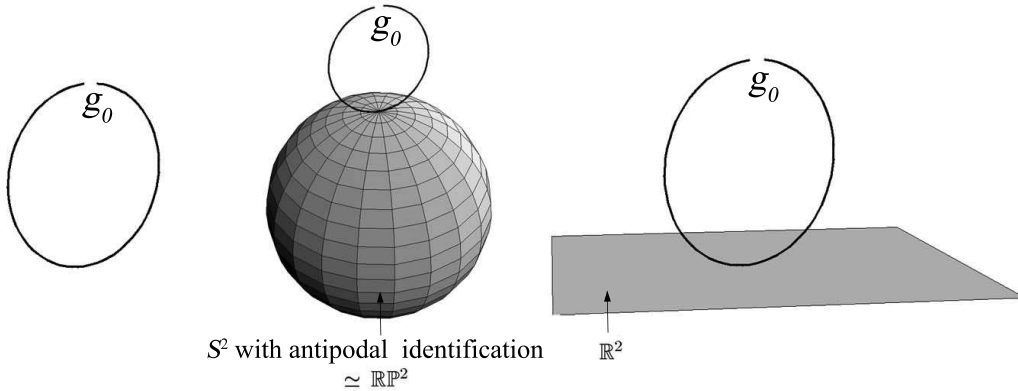 g₀
g₀
g₀
S² with antipodal identification
≃ ℝℙ²
ℝ²